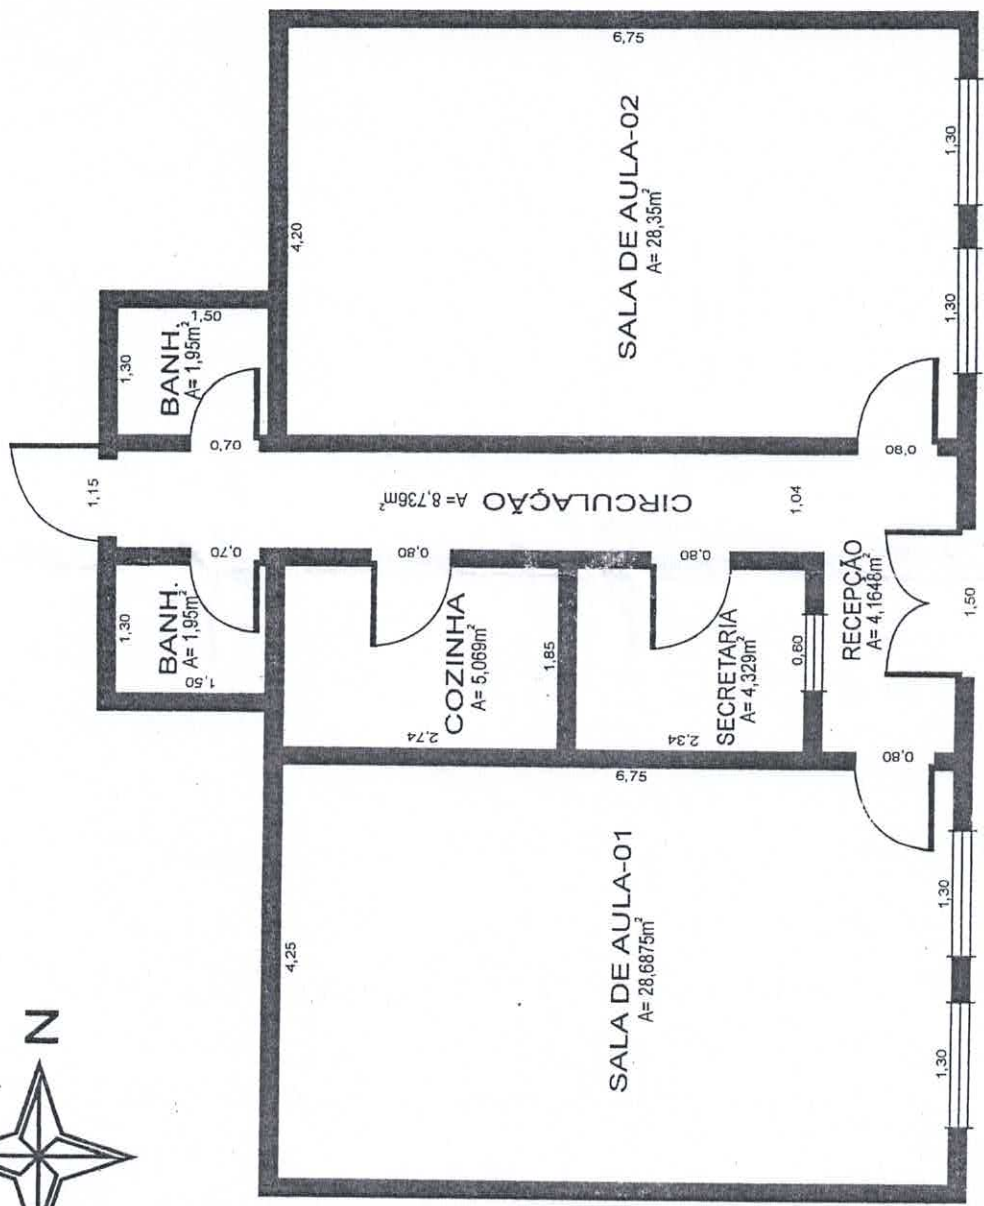 6,75
SALA DE AULA-02
A= 28,35m²
4,20
1,30
1,30
1,50
1,30
BANH.
A= 1,95m²
0,70
0,80
1,15
CIRCULAÇÃO A= 8,736m²
1,04
0,70
0,80
0,80
1,30
BANH.
A= 1,95m²
1,50
COZINHA
A= 5,069m²
1,85
2,74
SECRETARIA
A= 4,329m²
2,34
0,60
RECEPÇÃO
A= 4,1648m²
1,50
0,80
6,75
SALA DE AULA-01
A= 28,6875m²
4,25
1,30
1,30
N